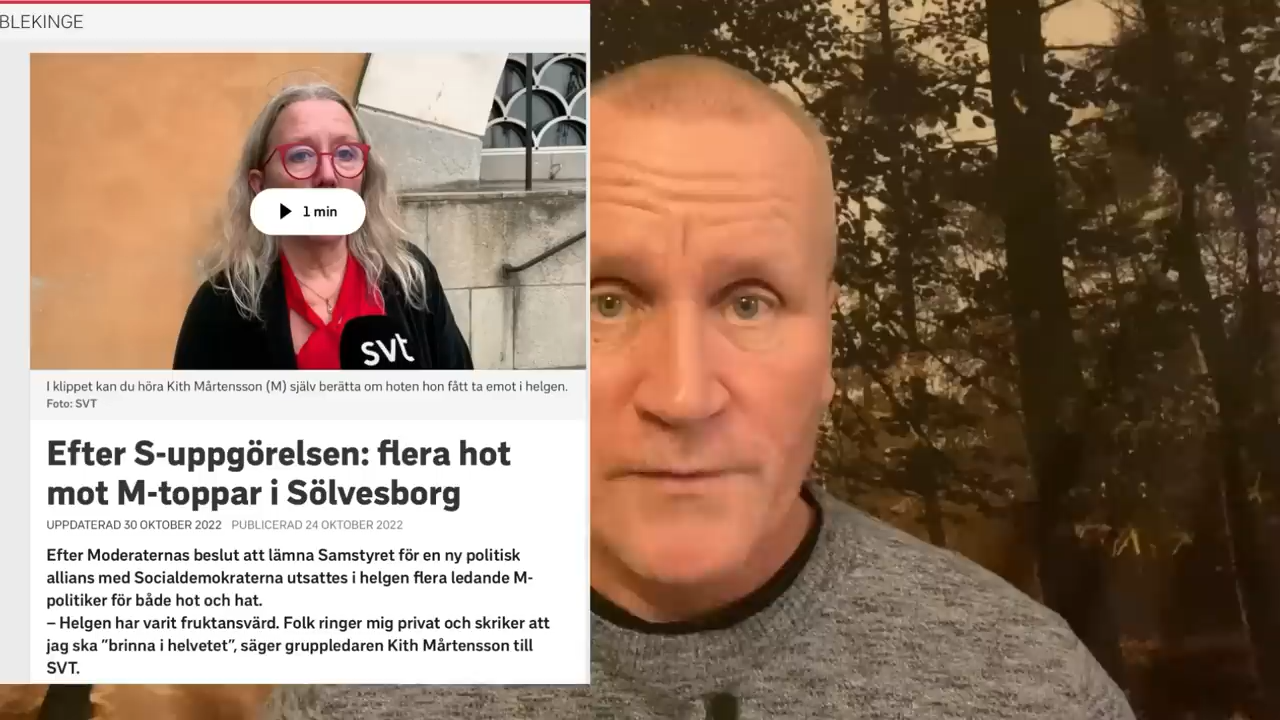 BLEKINGE
1 min
svt
I klippet kan du höra Kith Mårtensson (M) själv berätta om hoten hon fått ta emot i helgen.
Foto: SVT
Efter S-uppgörelsen: flera hot
mot M-toppar i Sölvesborg
UPPDATERAD 30 OKTOBER 2022 PUBLICERAD 24 OKTOBER 2022
Efter Moderaternas beslut att lämna Samstyret för en ny politisk
allians med Socialdemokraterna utsattes i helgen flera ledande M-
politiker för både hot och hat.
– Helgen har varit fruktansvärd. Folk ringer mig privat och skriker att
jag ska ”brinna i helvetet”, säger gruppledaren Kith Mårtensson till
SVT.